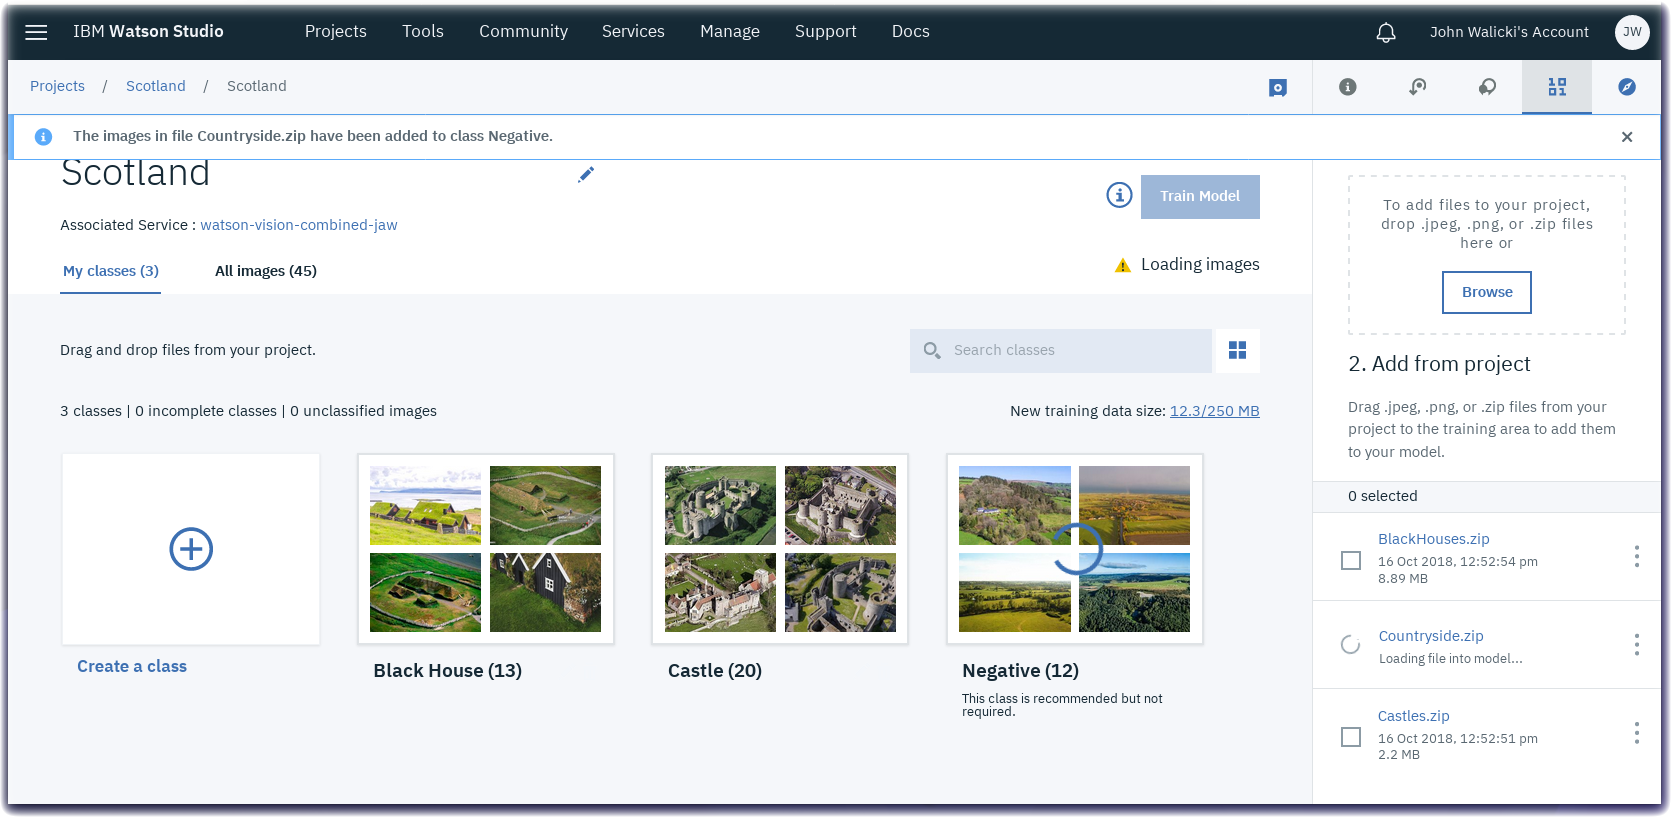 IBM Watson Studio Projects Tools Community Services Manage Support Docs John Walicki's Account JW
Projects / Scotland / Scotland
The images in file Countryside.zip have been added to class Negative.
Scotland
Train Model
Associated Service : watson-vision-combined-jaw
My classes (3) All images (45)
Loading images
Drag and drop files from your project.
Search classes
3 classes | 0 incomplete classes | 0 unclassified images
New training data size: 12.3/250 MB
Create a class
Black House (13)
Castle (20)
Negative (12)
This class is recommended but not
required.
To add files to your project,
drop .jpeg, .png, or .zip files
here or
Browse
2. Add from project
Drag .jpeg, .png, or .zip files from your
project to the training area to add them
to your model.
0 selected
BlackHouses.zip
16 Oct 2018, 12:52:54 pm
8.89 MB
Countryside.zip
Loading file into model...
Castles.zip
16 Oct 2018, 12:52:51 pm
2.2 MB